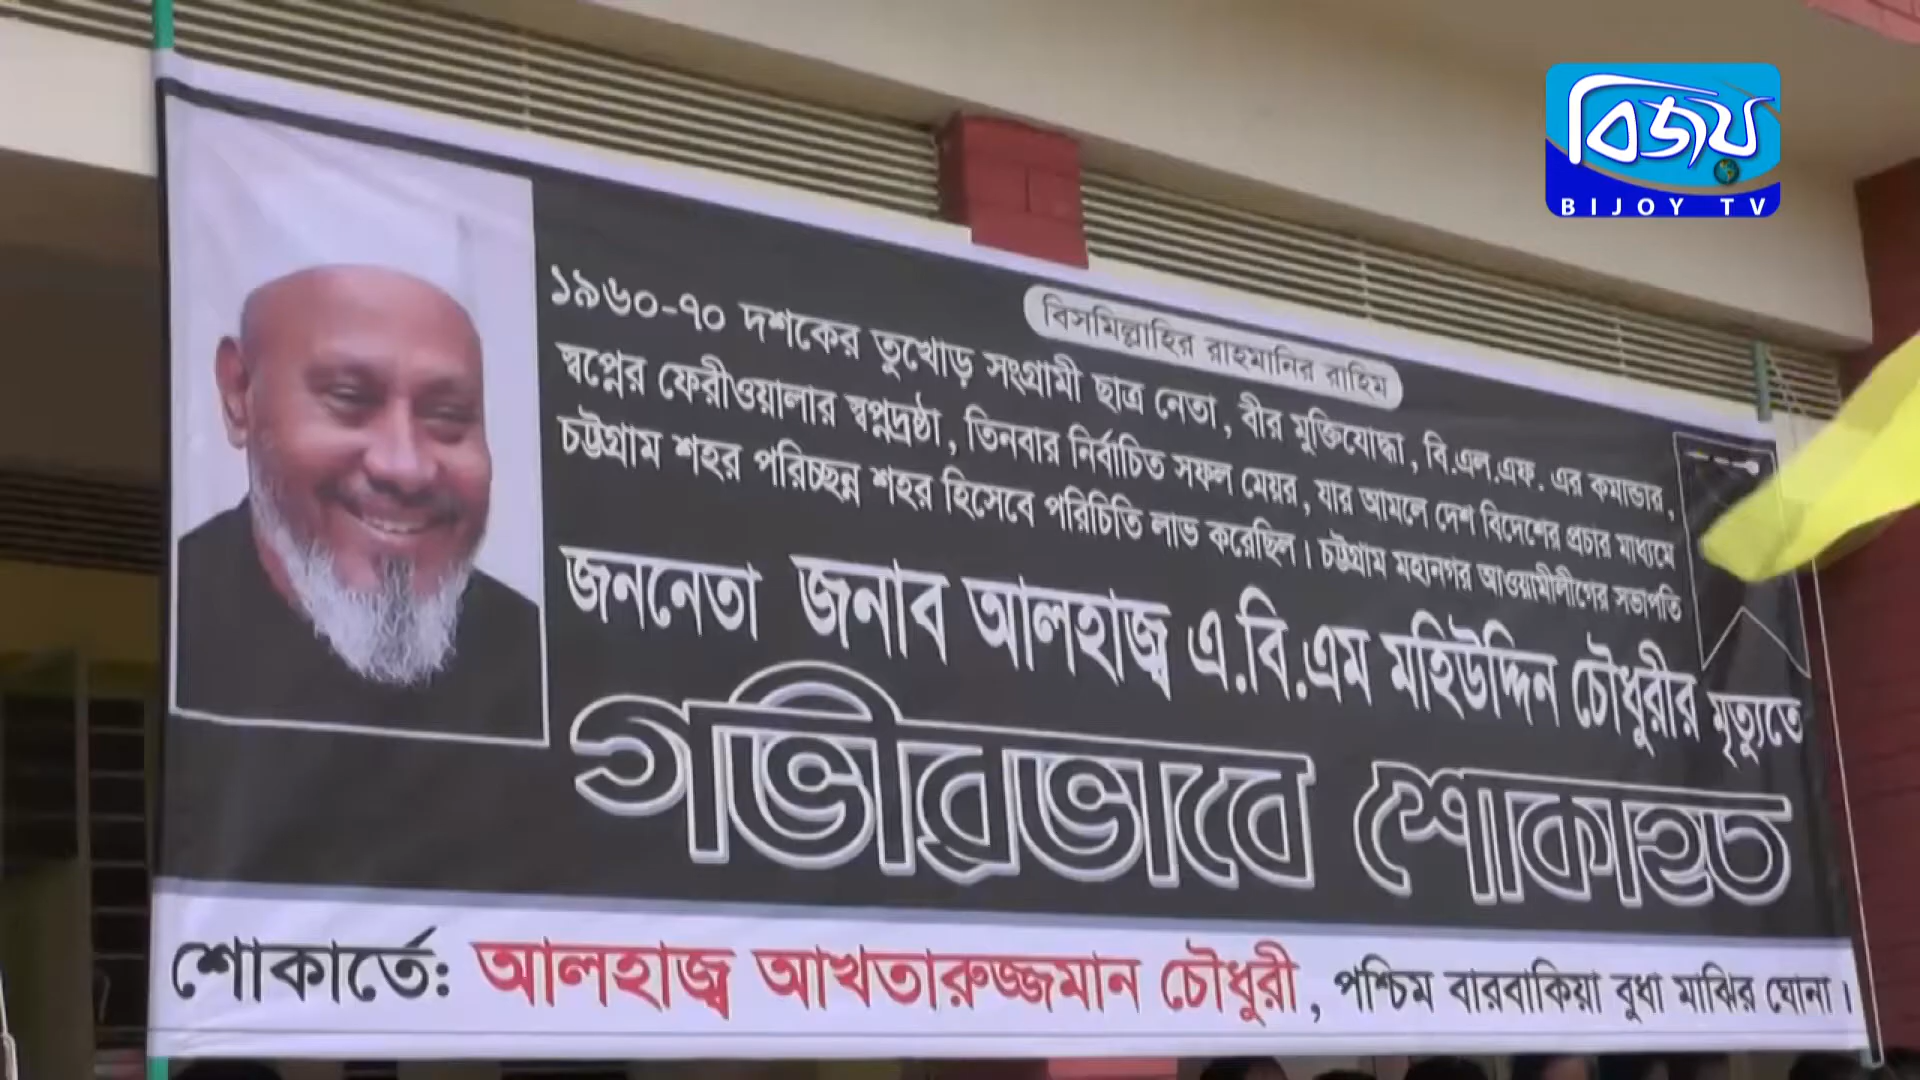 বিজয়
BIJOY TV
বিসমিল্লাহির রাহমানির রাহিম
১৯৬০-৭০ দশকের তুখোড় সংগ্রামী ছাত্র নেতা, বীর মুক্তিযোদ্ধা, বি.এল.এফ. এর কমান্ডার,
স্বপ্নের ফেরীওয়ালার স্বপ্নদ্রষ্ঠা, তিনবার নির্বাচিত সফল মেয়র, যার আমলে দেশ বিদেশের প্রচার মাধ্যমে
চট্টগ্রাম শহর পরিচ্ছন্ন শহর হিসেবে পরিচিতি লাভ করেছিল। চট্টগ্রাম মহানগর আওয়ামীলীগের সভাপতি
জননেতা জনাব আলহাজ্ব এ.বি.এম মহিউদ্দিন চৌধুরীর মৃত্যুতে
গভীরভাবে শোকাহত
শোকার্তে: আলহাজ্ব আখতারুজ্জমান চৌধুরী, পশ্চিম বারবাকিয়া বুধা মাঝির ঘোনা।